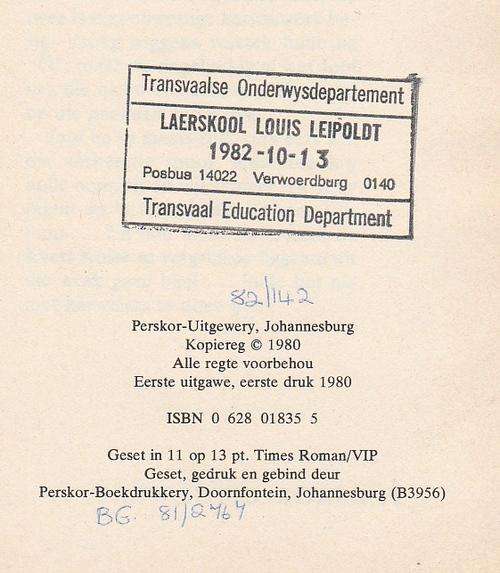 Transvaalse Onderwysdepartement
LAERSKOOL LOUIS LEIPOLDT
1982-10-13
Posbus 14022 Verwoerdburg 0140
Transvaal Education Department
82/142
Perskor-Uitgewery, Johannesburg
Kopiereg © 1980
Alle regte voorbehou
Eerste uitgawe, eerste druk 1980
ISBN 0 628 01835 5
Geset in 11 op 13 pt. Times Roman/VIP
Geset, gedruk en gebind deur
Perskor-Boekdrukkery, Doornfontein, Johannesburg (B3956)
BG 81/2767